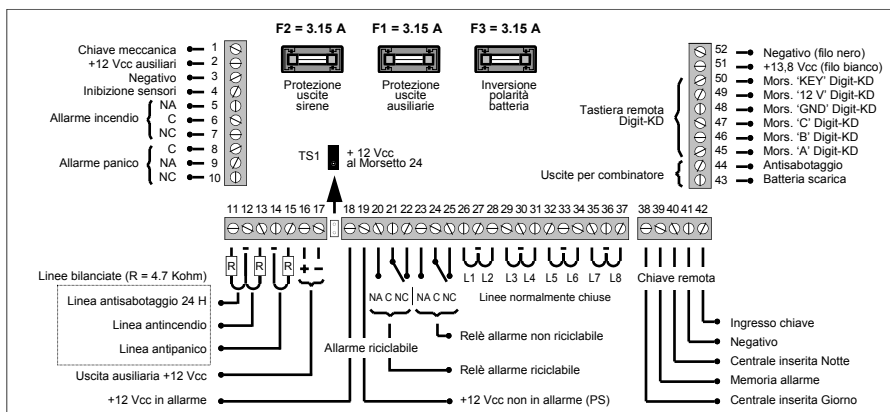 F2 = 3.15 A
F1 = 3.15 A
F3 = 3.15 A
Protezione uscite sirene
Protezione uscite ausiliarie
Inversione polarità batteria
Chiave meccanica 1
+12 Vcc ausiliari 2
Negativo 3
Inibizione sensori 4
Allarme incendio
NA 5
C 6
NC 7
Allarme panico
C 8
NA 9
NC 10
TS1
+ 12 Vcc al Morsetto 24
52 Negativo (filo nero)
51 +13,8 Vcc (filo bianco)
Tastiera remota Digit-KD
50 Mors. 'KEY' Digit-KD
49 Mors. '12 V' Digit-KD
48 Mors. 'GND' Digit-KD
47 Mors. 'C' Digit-KD
46 Mors. 'B' Digit-KD
45 Mors. 'A' Digit-KD
Uscite per combinatore
44 Antisabotaggio
43 Batteria scarica
11 12 13 14 15 16 17 18 19 20 21 22 23 24 25 26 27 28 29 30 31 32 33 34 35 36 37 38 39 40 41 42
R R R + −
L1 L2 L3 L4 L5 L6 L7 L8
Linee bilanciate (R = 4.7 Kohm)
NA C NC NA C NC
Linee normalmente chiuse
Chiave remota
Linea antisabotaggio 24 H
Linea antincendio
Linea antipanico
Uscita ausiliaria +12 Vcc
+12 Vcc in allarme
Allarme riciclabile
Relè allarme non riciclabile
Relè allarme riciclabile
+12 Vcc non in allarme (PS)
Ingresso chiave
Negativo
Centrale inserita Notte
Memoria allarme
Centrale inserita Giorno